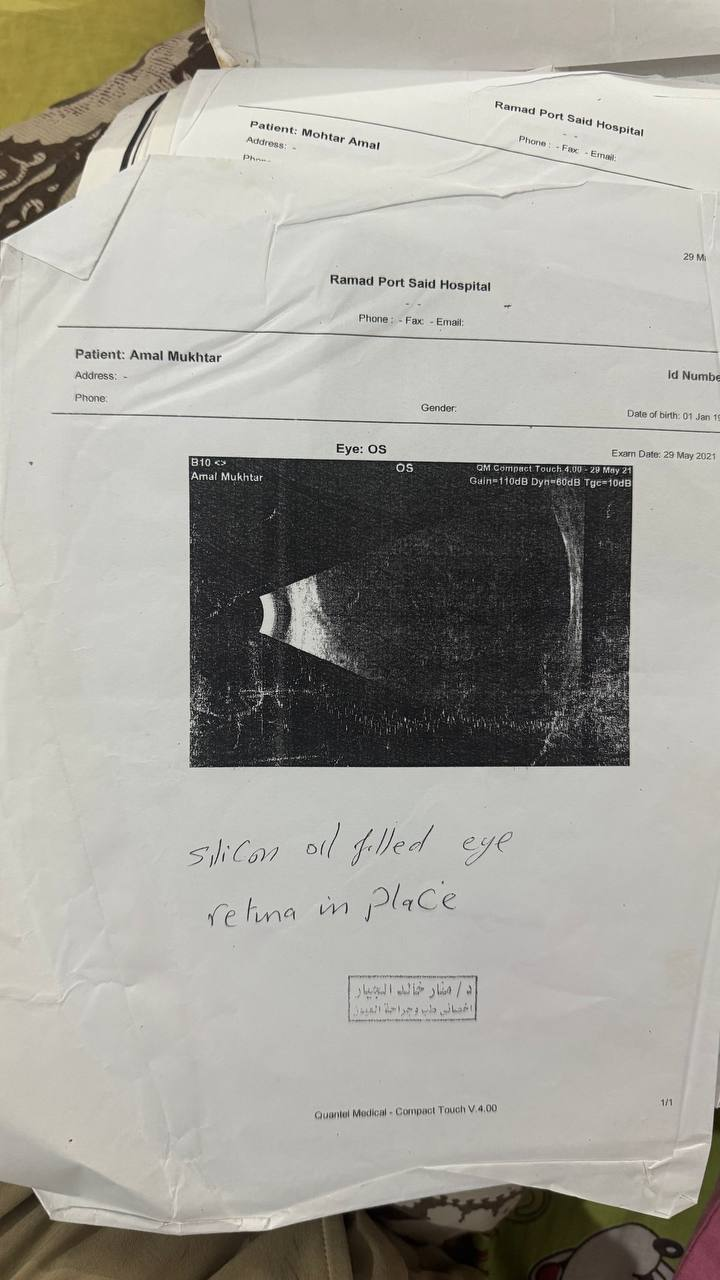 Ramad Port Said Hospital
- -
Patient: Mohtar Amal
Phone : - Fax: - Email:
Address: -
29
Ramad Port Said Hospital
- -
Phone : - Fax: - Email:
Patient: Amal Mukhtar
Id Numbe
Address: -
Phone:
Gender:
Date of birth: 01 Jan 19
Eye: OS
Exam Date: 29 May 2021
B10 <>
OS
QM Compact Touch 4.00 - 29 May 21
Amal Mukhtar
Gain=110dB Dyn=60dB Tgc=10dB
silicon oil filled eye
retina in place
د/ منار خالد
اخصائي طب وجراحة العيون
Quantel Medical - Compact Touch V.4.00
1/1